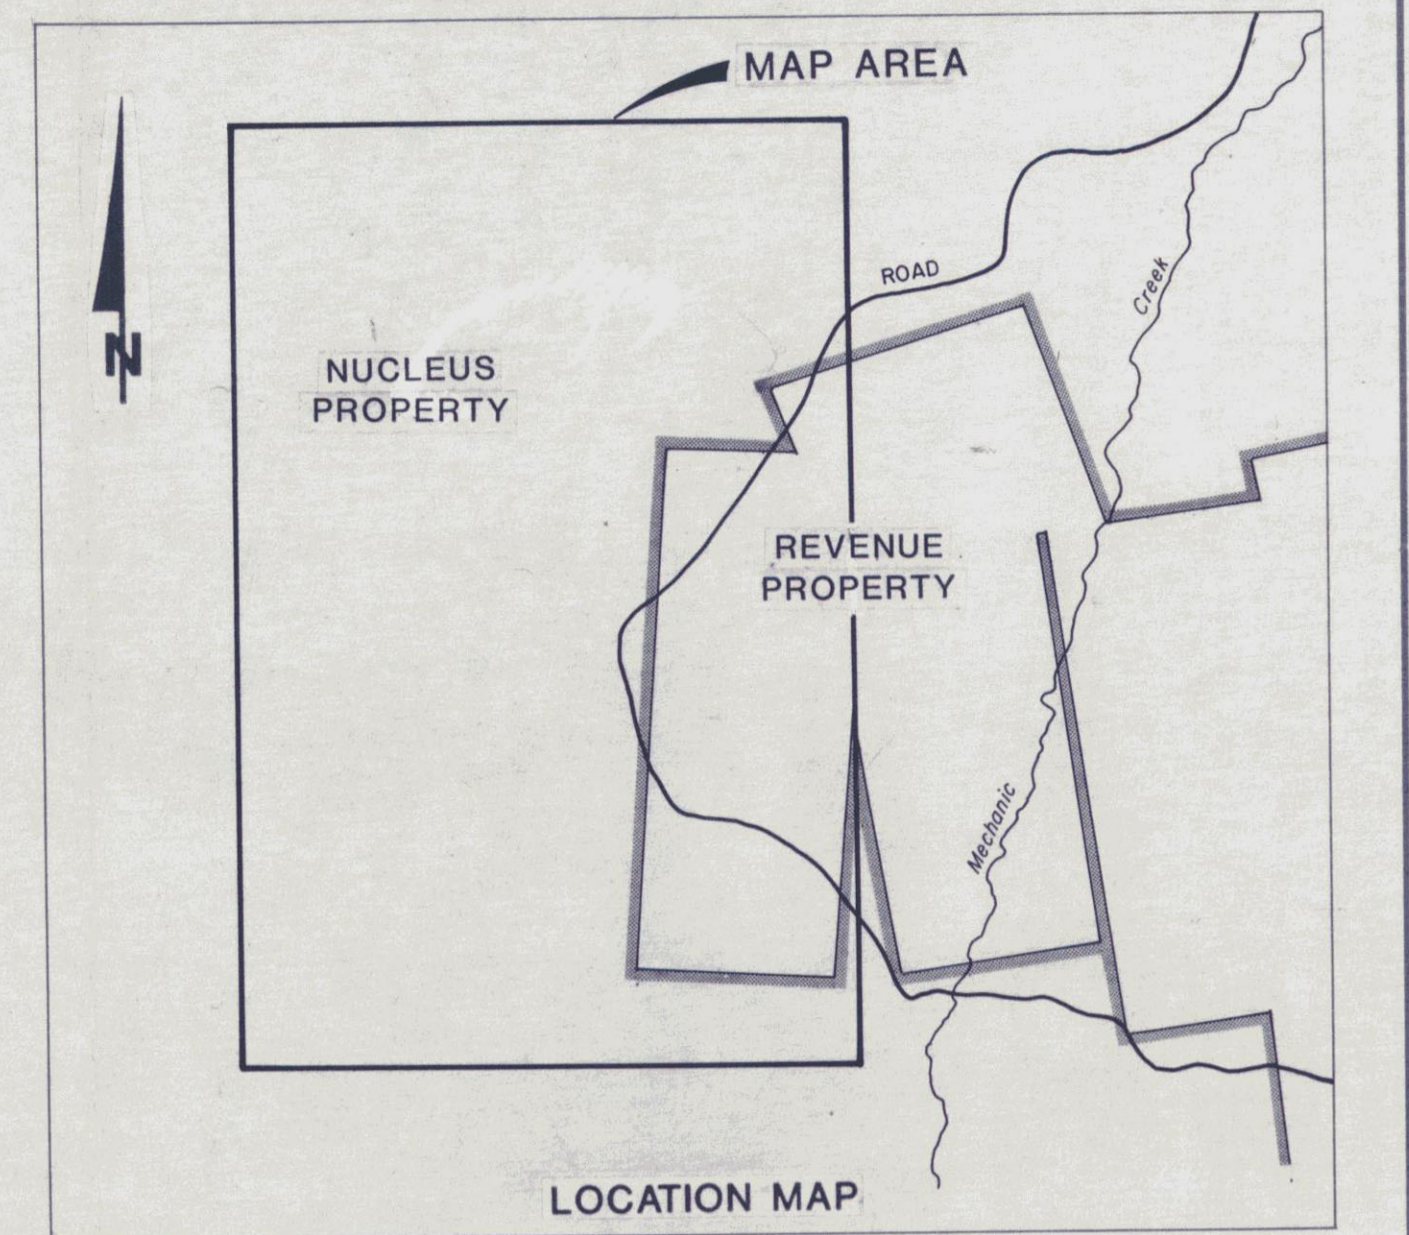 MAP AREA
ROAD
Creek
N
NUCLEUS
PROPERTY
REVENUE
PROPERTY
Mechanic
LOCATION MAP